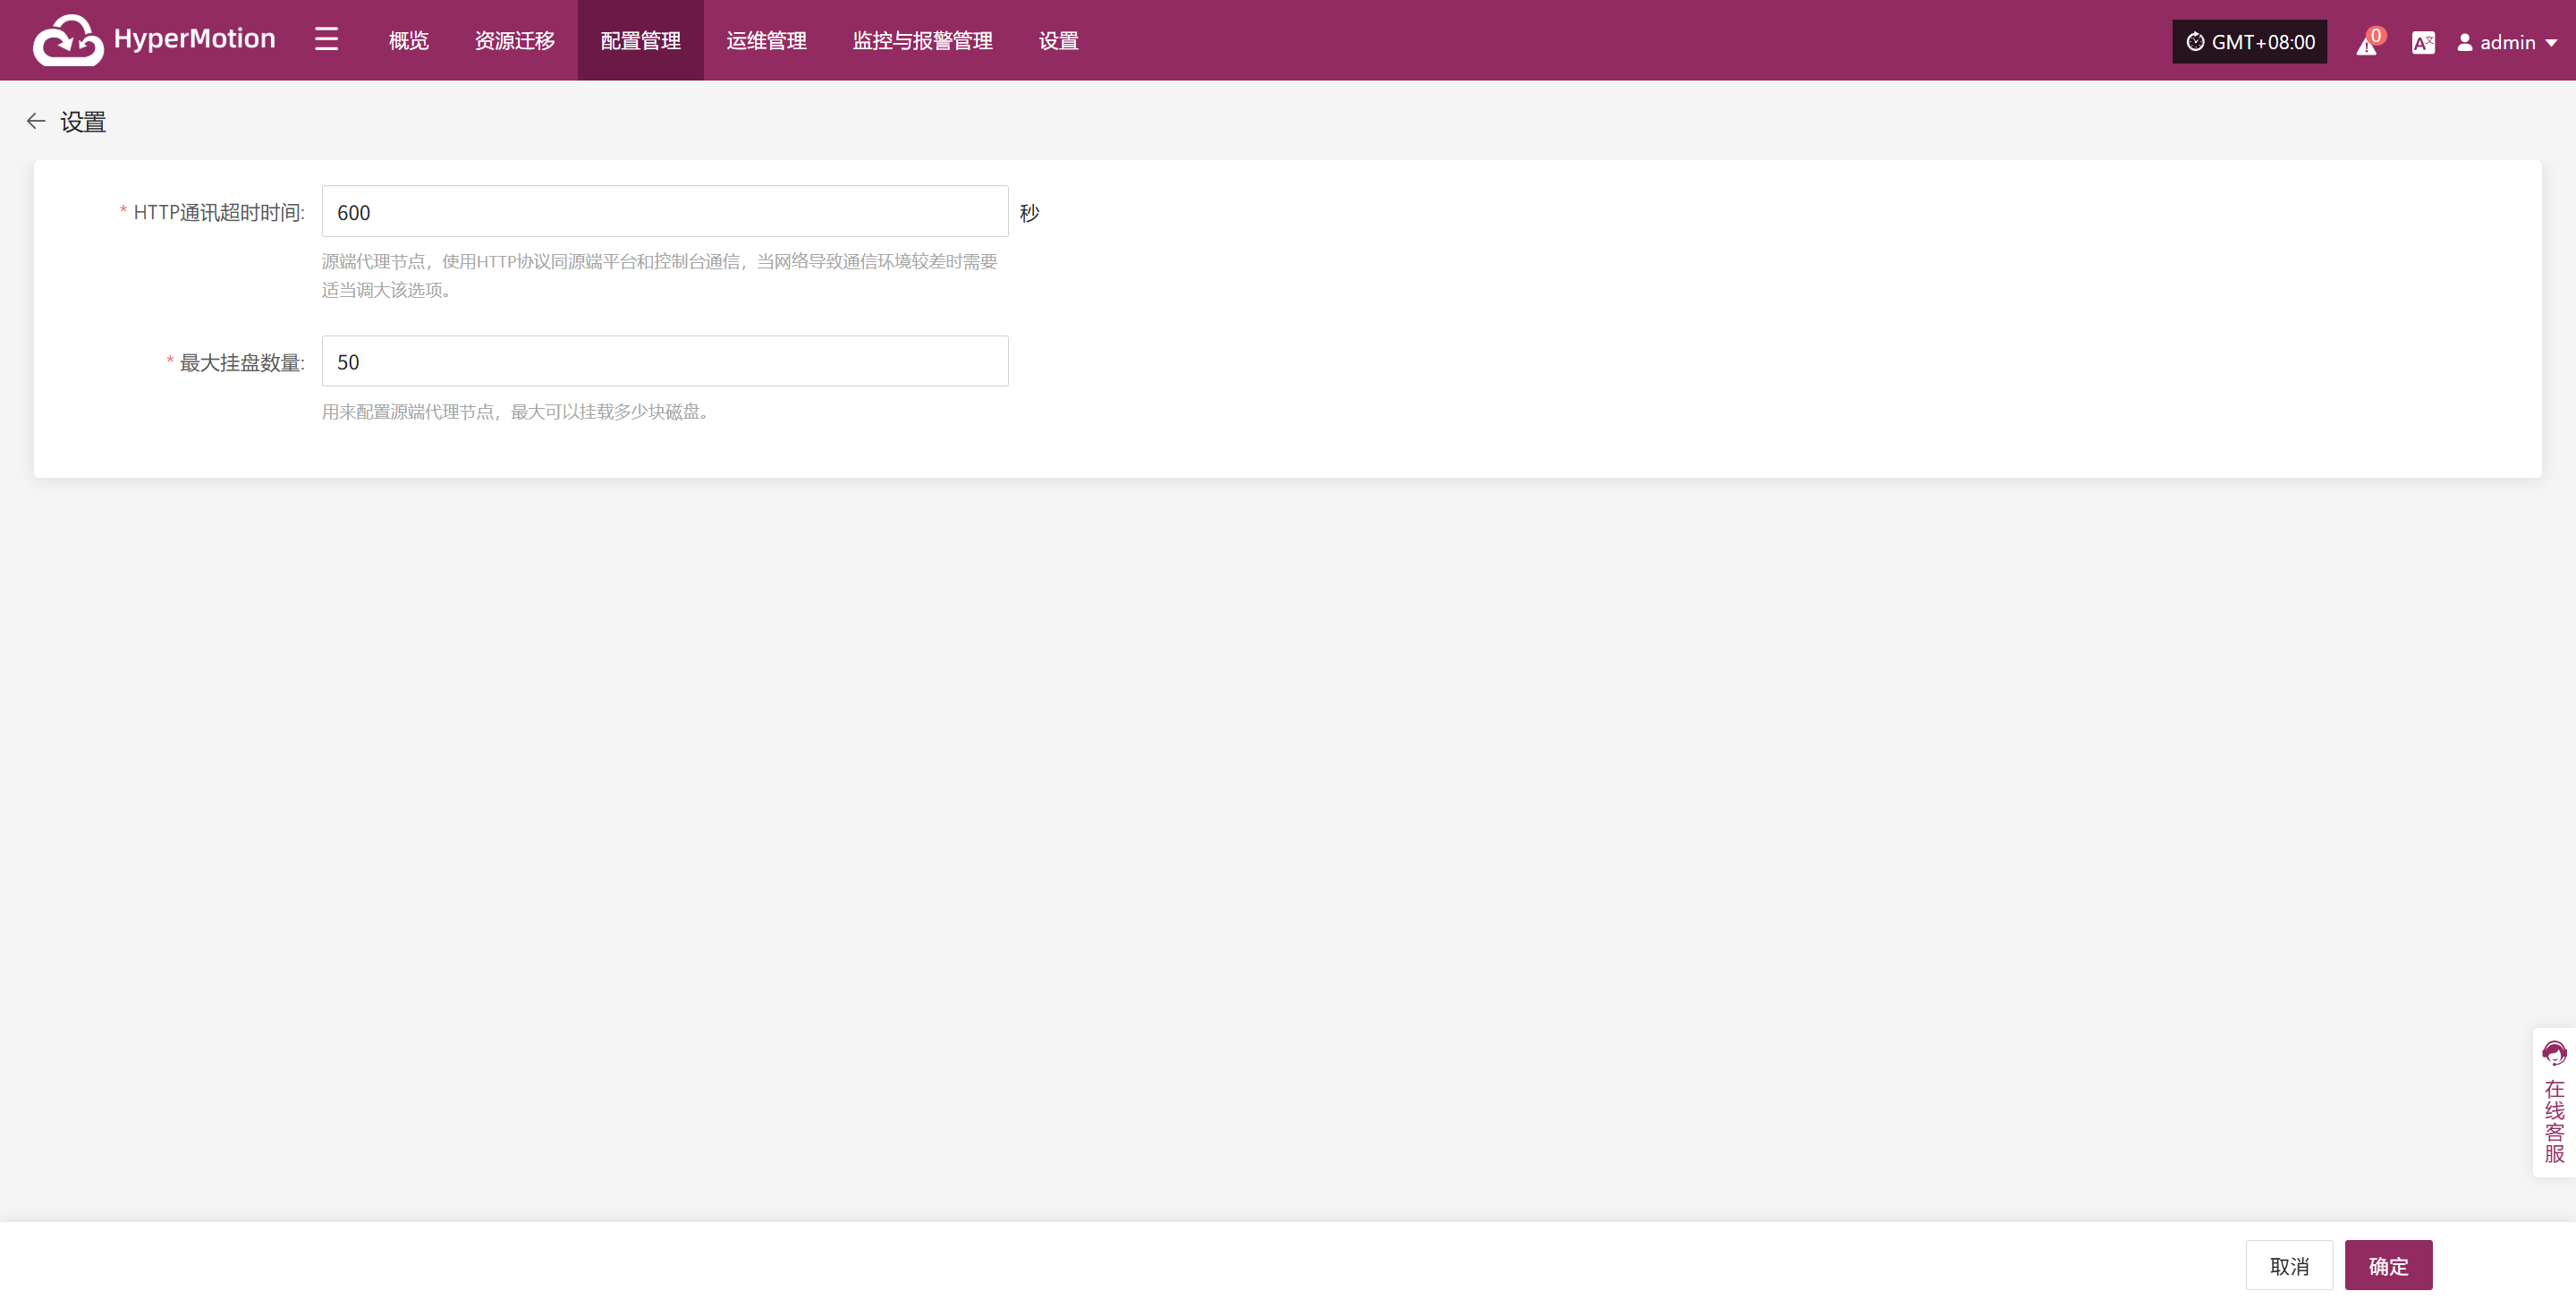 HyperMotion
概览 资源迁移 配置管理 运维管理 监控与报警管理 设置
GMT+08:00 0 A文 admin
设置
* HTTP通讯超时时间: 600 秒
源端代理节点，使用HTTP协议同源端平台和控制台通信，当网络导致通信环境较差时需要
适当调大该选项。
* 最大挂盘数量: 50
用来配置源端代理节点，最大可以挂载多少块磁盘。
在线客服
取消 确定